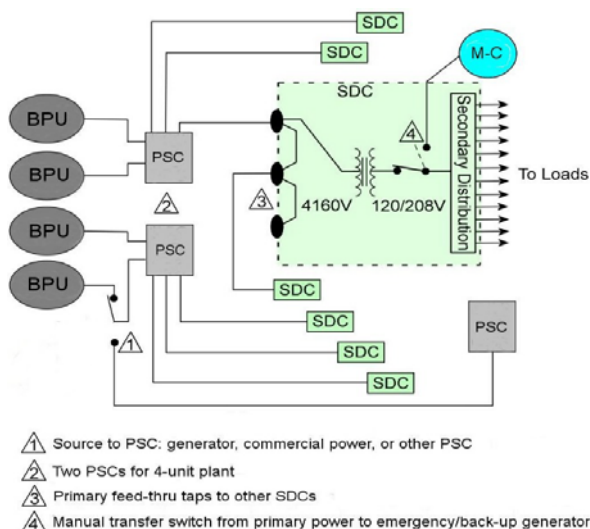 SDC
SDC
M-C
SDC
BPU
PSC
4
Secondary Distribution
BPU
To Loads
2
3
4160V
120/208V
BPU
PSC
BPU
SDC
SDC
PSC
1
SDC
SDC
1 Source to PSC: generator, commercial power, or other PSC
2 Two PSCs for 4-unit plant
3 Primary feed-thru taps to other SDCs
4 Manual transfer switch from primary power to emergency/back-up generator